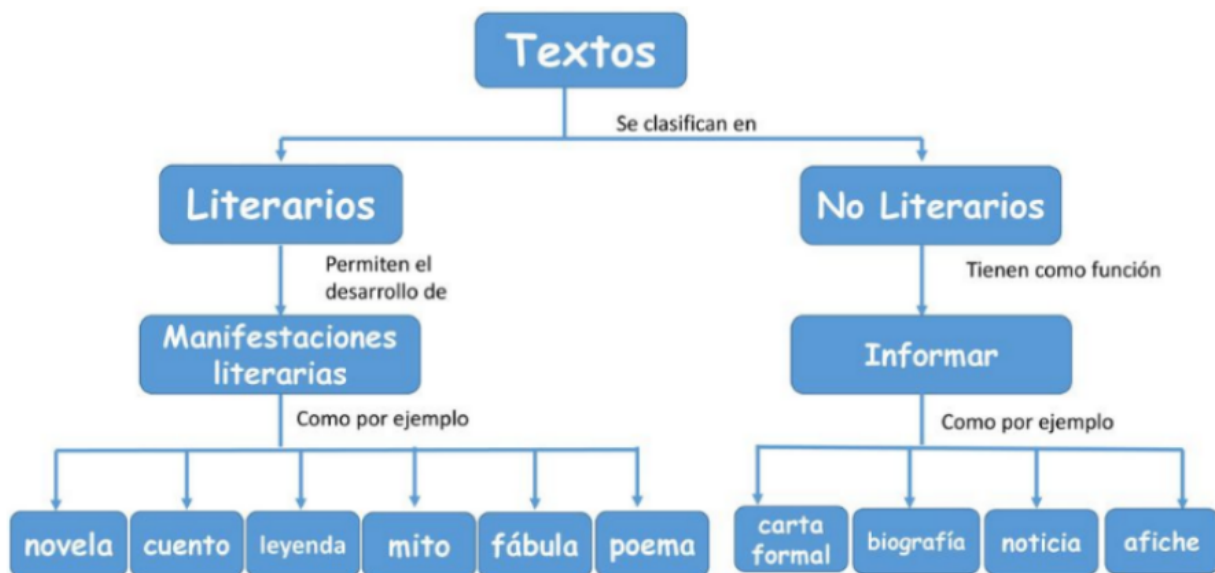 Textos
Se clasifican en
Literarios
No Literarios
Permiten el
desarrollo de
Tienen como función
Manifestaciones
literarias
Informar
Como por ejemplo
Como por ejemplo
novela
cuento
leyenda
mito
fábula
poema
carta
formal
biografía
noticia
afiche